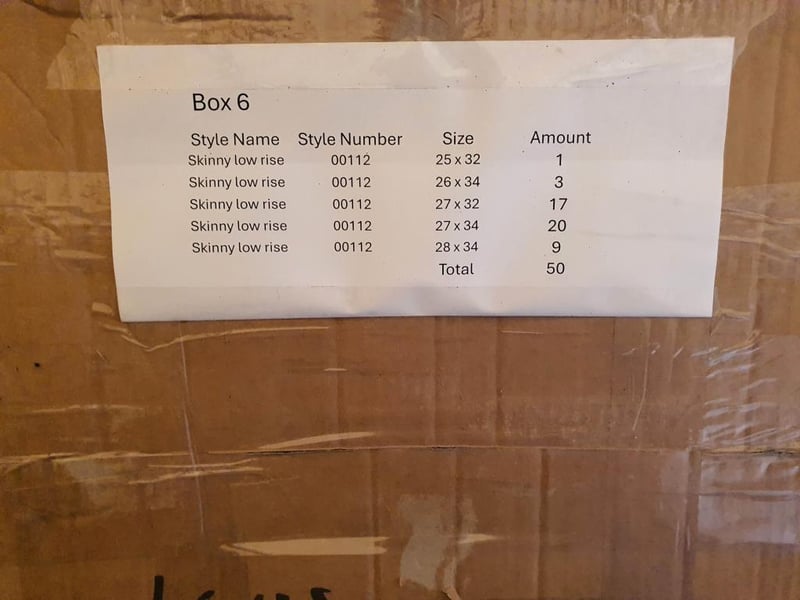 Box 6
Style Name Style Number Size Amount
Skinny low rise 00112 25 x 32 1
Skinny low rise 00112 26 x 34 3
Skinny low rise 00112 27 x 32 17
Skinny low rise 00112 27 x 34 20
Skinny low rise 00112 28 x 34 9
Total 50